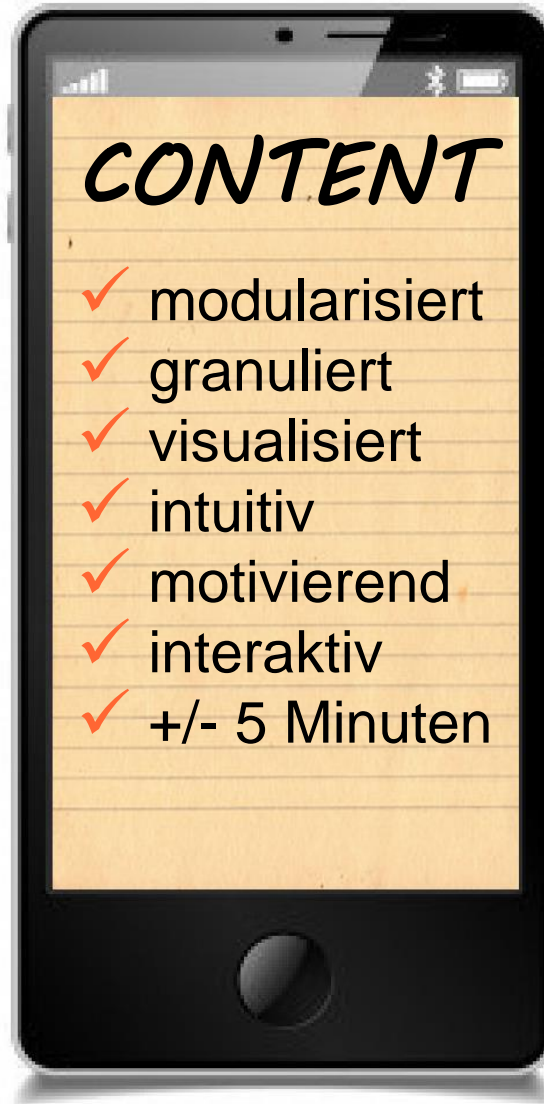 CONTENT
✓ modularisiert
✓ granuliert
✓ visualisiert
✓ intuitiv
✓ motivierend
✓ interaktiv
✓ +/- 5 Minuten